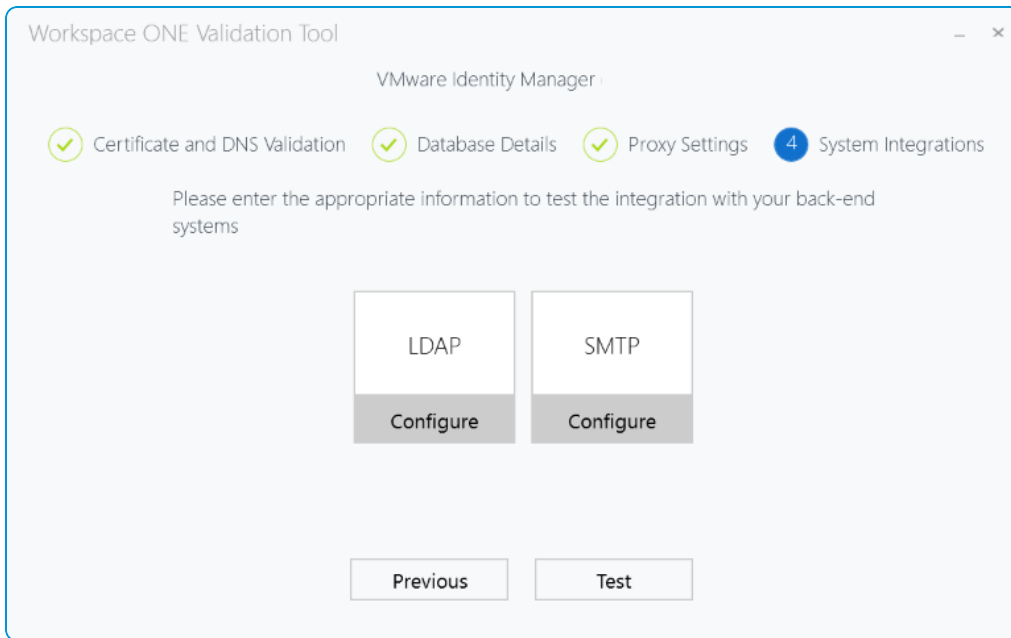 Workspace ONE Validation Tool
VMware Identity Manager
Certificate and DNS Validation Database Details Proxy Settings 4 System Integrations
Please enter the appropriate information to test the integration with your back-end
systems
LDAP SMTP
Configure Configure
Previous Test